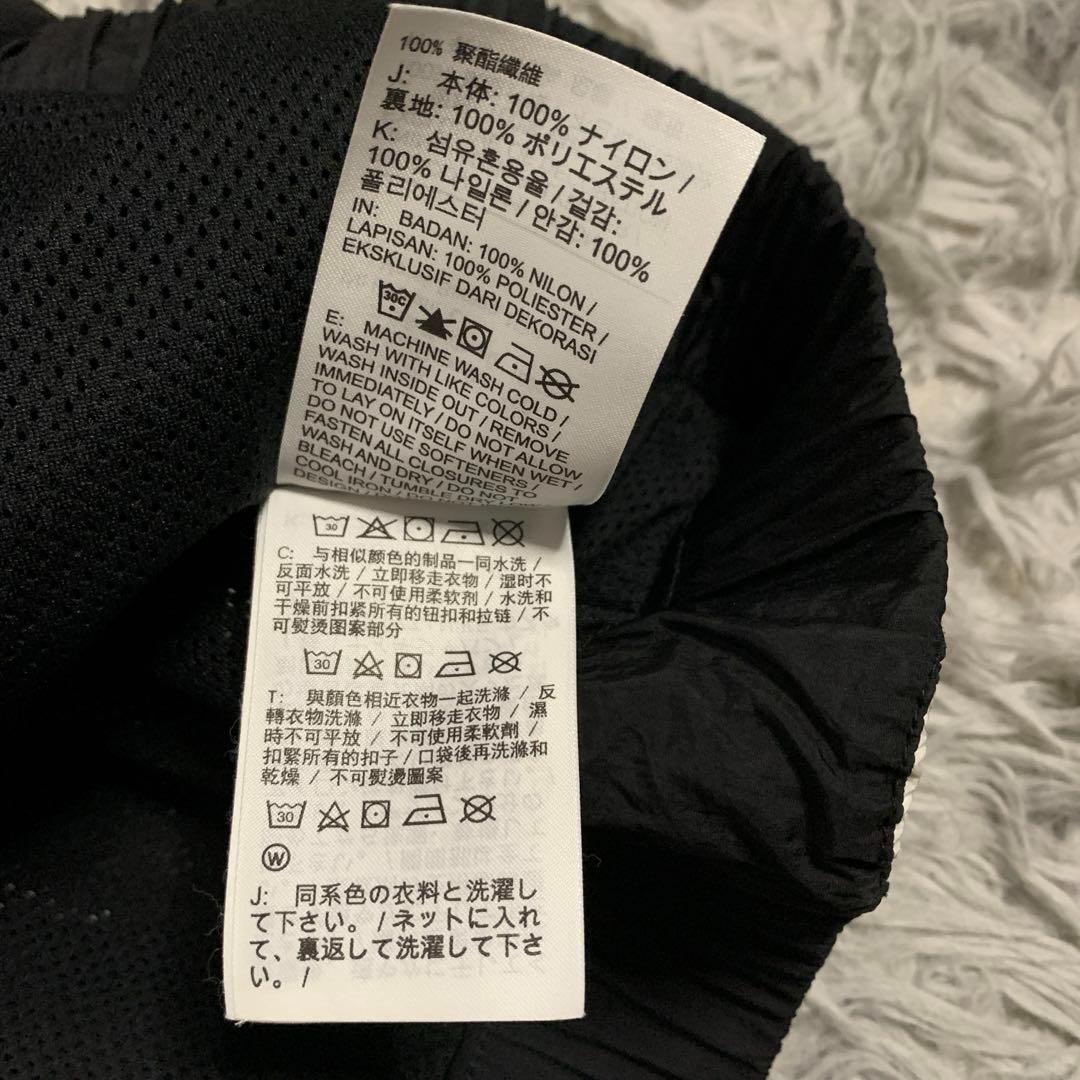 100% 聚酯纖維
J: 本体: 100% ナイロン /
裏地: 100% ポリエステル
K: 섬유혼용율 / 겉감:
100% 나일론 / 안감: 100%
폴리에스터
IN: BADAN: 100% NILON /
LAPISAN: 100% POLIESTER /
EKSKLUSIF DARI DEKORASI
30C
E: MACHINE WASH COLD /
WASH WITH LIKE COLORS /
WASH INSIDE OUT / REMOVE
IMMEDIATELY / DO NOT ALLOW
TO LAY ON ITSELF WHEN WET /
DO NOT USE SOFTENERS /
FASTEN ALL CLOSURES TO
WASH AND DRY / DO NOT
BLEACH / TUMBLE DRY LOW
COOL IRON / DO NOT
DESIGN /
30
C: 与相似颜色的制品一同水洗 /
反面水洗 / 立即移走衣物 / 湿时不
可平放 / 不可使用柔软剂 / 水洗和
干燥前扣紧所有的钮扣和拉链 / 不
可熨烫图案部分
30
T: 與顏色相近衣物一起洗滌 / 反
轉衣物洗滌 / 立即移走衣物 / 濕
時不可平放 / 不可使用柔軟劑 /
扣緊所有的扣子 / 口袋後再洗滌和
乾燥 / 不可熨燙圖案
30
W
J: 同系色の衣料と洗濯し
て下さい。 /ネットに入れ
て、裏返して洗濯して下さ
い。 /